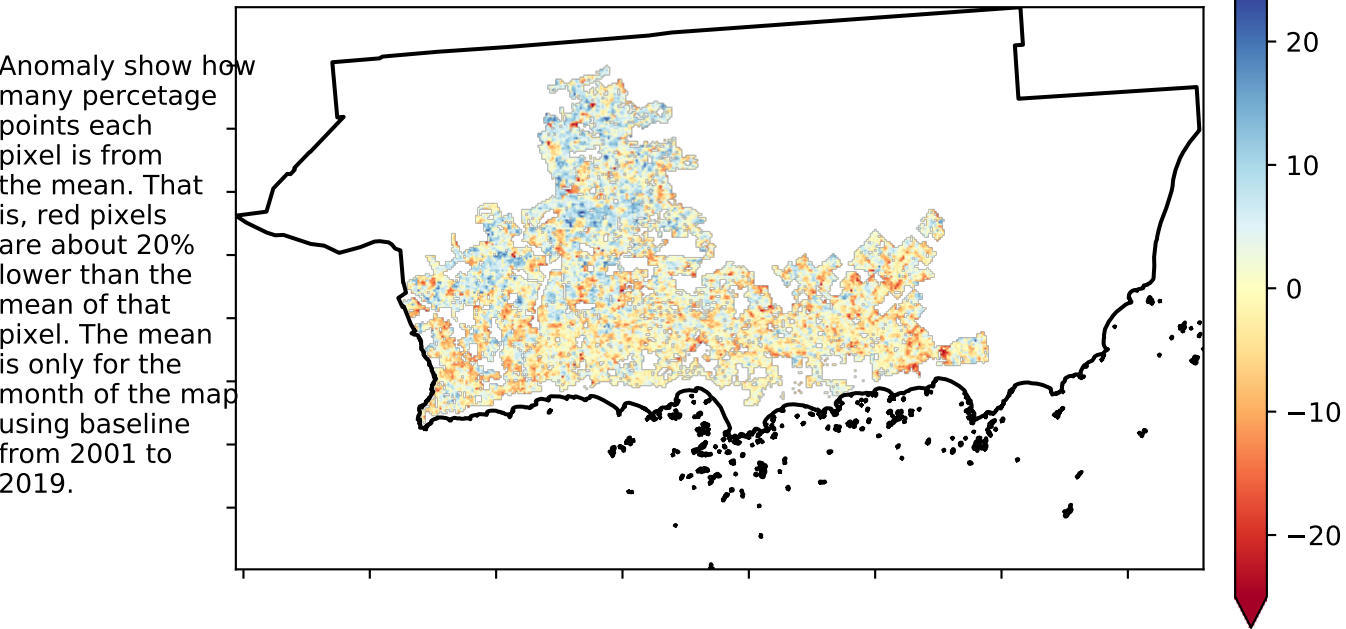 Anomaly show how
many percetage
points each
pixel is from
the mean. That
is, red pixels
are about 20%
lower than the
mean of that
pixel. The mean
is only for the
month of the map
using baseline
from 2001 to
2019.
20
10
0
−10
−20